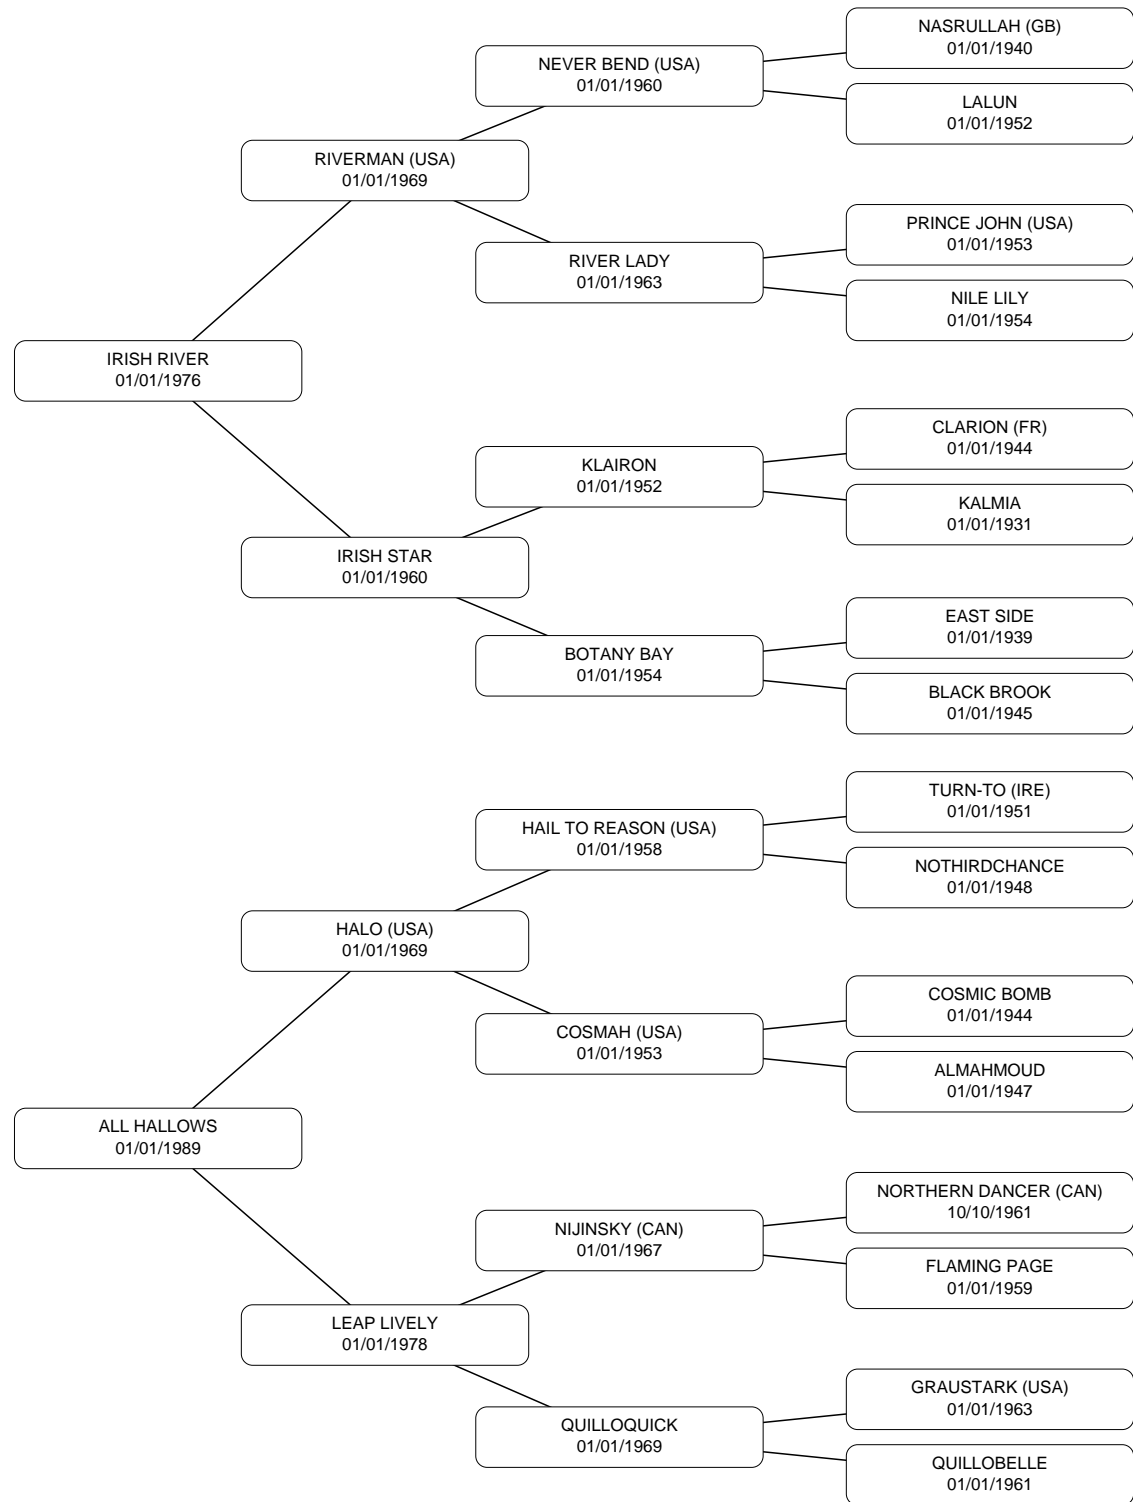 NASRULLAH (GB)
01/01/1940
NEVER BEND (USA)
01/01/1960
LALUN
01/01/1952
RIVERMAN (USA)
01/01/1969
PRINCE JOHN (USA)
01/01/1953
RIVER LADY
01/01/1963
NILE LILY
01/01/1954
IRISH RIVER
01/01/1976
CLARION (FR)
01/01/1944
KLAIRON
01/01/1952
KALMIA
01/01/1931
IRISH STAR
01/01/1960
EAST SIDE
01/01/1939
BOTANY BAY
01/01/1954
BLACK BROOK
01/01/1945
TURN-TO (IRE)
01/01/1951
HAIL TO REASON (USA)
01/01/1958
NOTHIRDCHANCE
01/01/1948
HALO (USA)
01/01/1969
COSMIC BOMB
01/01/1944
COSMAH (USA)
01/01/1953
ALMAHMOUD
01/01/1947
ALL HALLOWS
01/01/1989
NORTHERN DANCER (CAN)
10/10/1961
NIJINSKY (CAN)
01/01/1967
FLAMING PAGE
01/01/1959
LEAP LIVELY
01/01/1978
GRAUSTARK (USA)
01/01/1963
QUILLOQUICK
01/01/1969
QUILLOBELLE
01/01/1961